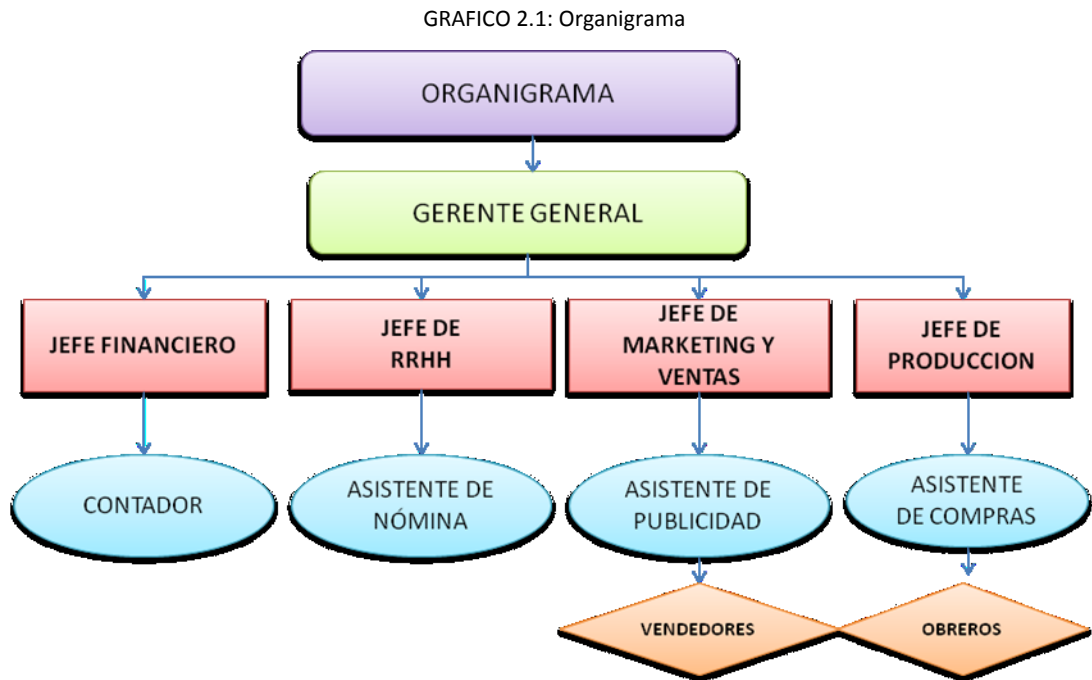 GRAFICO 2.1: Organigrama
ORGANIGRAMA
GERENTE GENERAL
JEFE FINANCIERO
JEFE DE
RRHH
JEFE DE
MARKETING Y
VENTAS
JEFE DE
PRODUCCION
CONTADOR
ASISTENTE DE
NÓMINA
ASISTENTE DE
PUBLICIDAD
ASISTENTE
DE COMPRAS
VENDEDORES
OBREROS